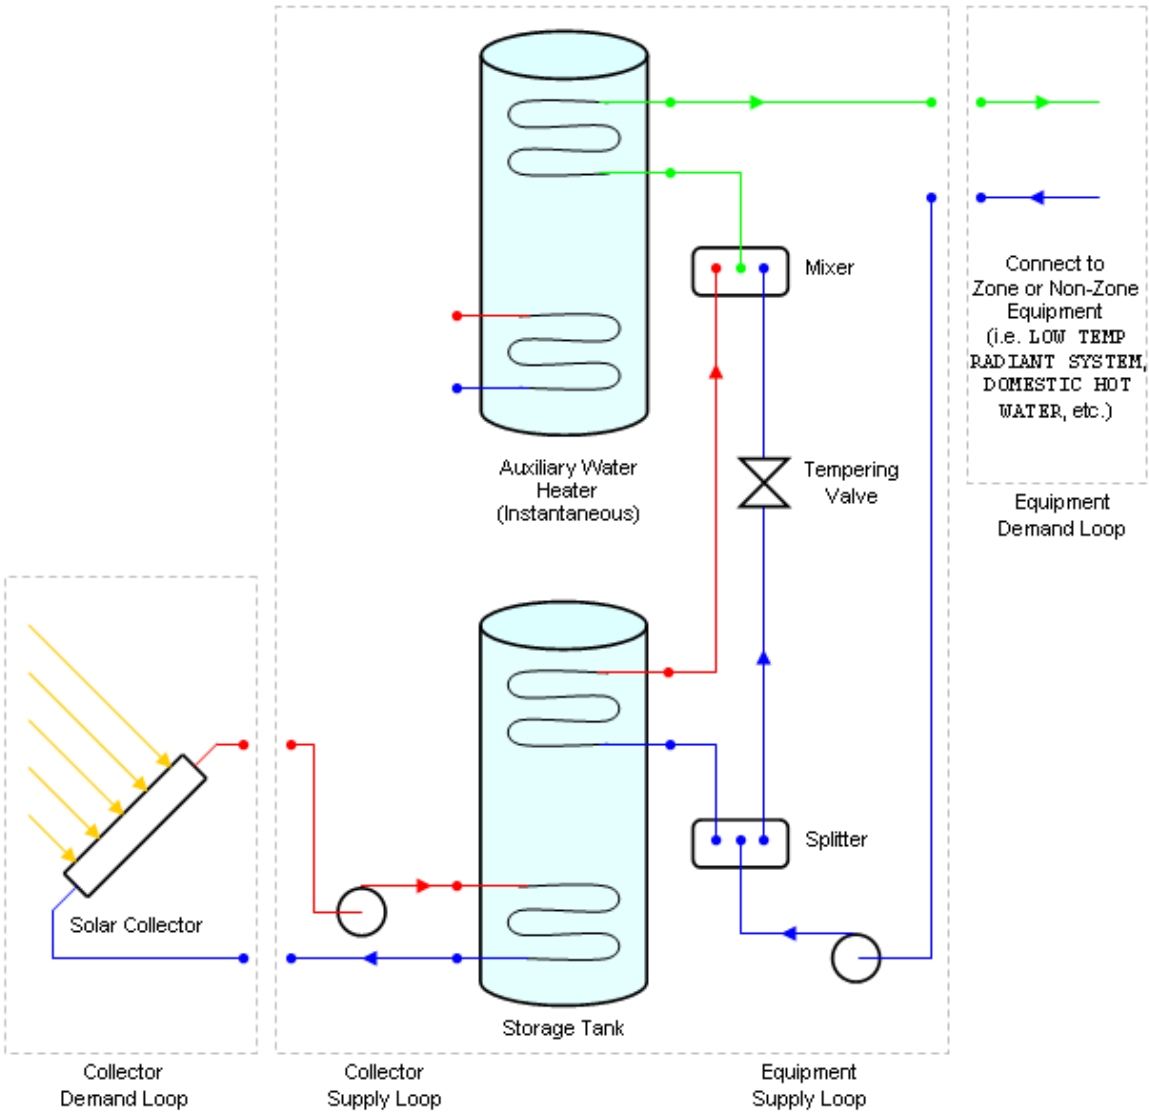 Mixer
Connect to
Zone or Non-Zone
Equipment
(i.e. LOW TEMP
RADIANT SYSTEM,
DOMESTIC HOT
WATER, etc.)
Auxiliary Water
Heater
(Instantaneous)
Tempering
Valve
Equipment
Demand Loop
Splitter
Solar Collector
Storage Tank
Collector
Demand Loop
Collector
Supply Loop
Equipment
Supply Loop